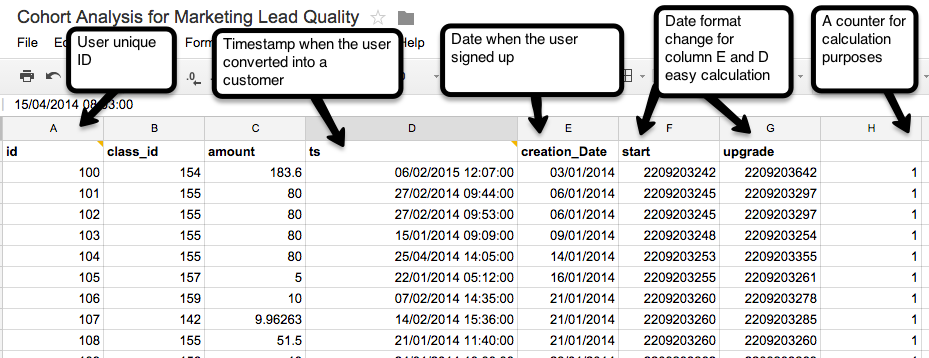 Cohort Analysis for Marketing Lead Quality
File
User unique
ID
Timestamp when the user
converted into a
customer
Help
Date when the user
signed up
Date format
change for
column E and D
easy calculation
A counter for
calculation
purposes
.0
15/04/2014 08 3:00
A B C D E F G H
id class_id amount ts creation_Date start upgrade
100 154 183.6 06/02/2015 12:07:00 03/01/2014 2209203242 2209203642 1
101 155 80 27/02/2014 09:44:00 06/01/2014 2209203245 2209203297 1
102 155 80 27/02/2014 09:53:00 06/01/2014 2209203245 2209203297 1
103 155 80 15/01/2014 09:09:00 09/01/2014 2209203248 2209203254 1
104 155 80 25/04/2014 14:05:00 14/01/2014 2209203253 2209203355 1
105 157 5 22/01/2014 05:12:00 16/01/2014 2209203255 2209203261 1
106 159 10 07/02/2014 14:35:00 21/01/2014 2209203260 2209203278 1
107 142 9.96263 14/02/2014 15:36:00 21/01/2014 2209203260 2209203285 1
108 155 51.5 21/01/2014 11:40:00 21/01/2014 2209203260 2209203260 1